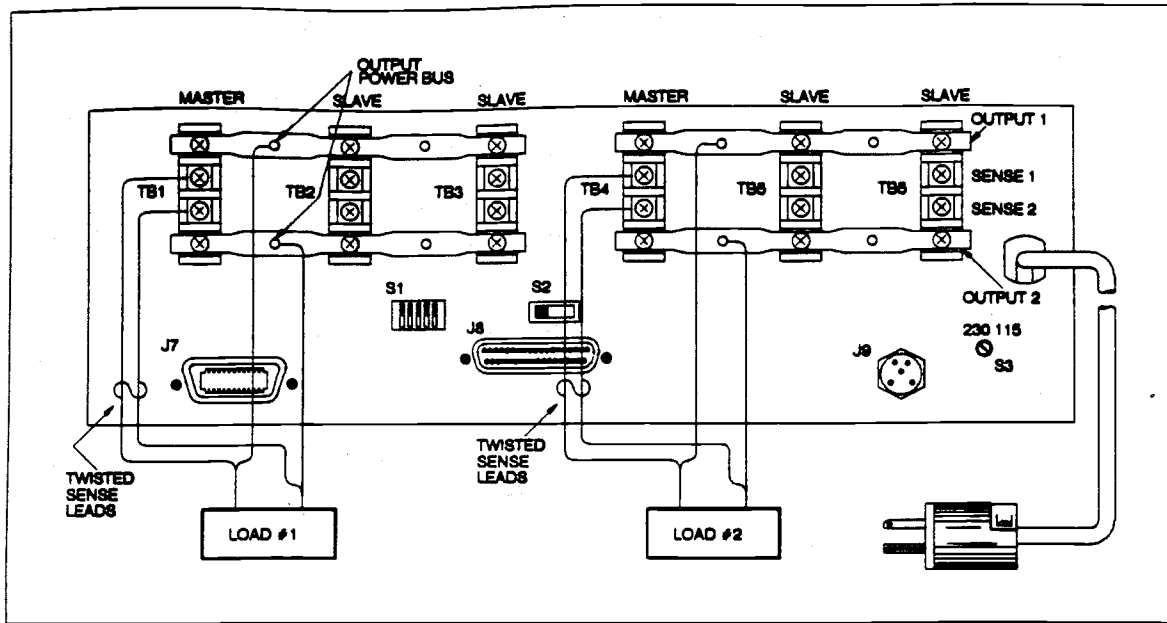 OUTPUT
POWER BUS
MASTER
SLAVE
SLAVE
MASTER
SLAVE
SLAVE
OUTPUT 1
TB1
TB2
TB3
TB4
TB5
TB6
SENSE 1
SENSE 2
OUTPUT 2
S1
S2
J7
J8
J9
230 115
S3
TWISTED
SENSE
LEADS
TWISTED
SENSE
LEADS
LOAD #1
LOAD #2